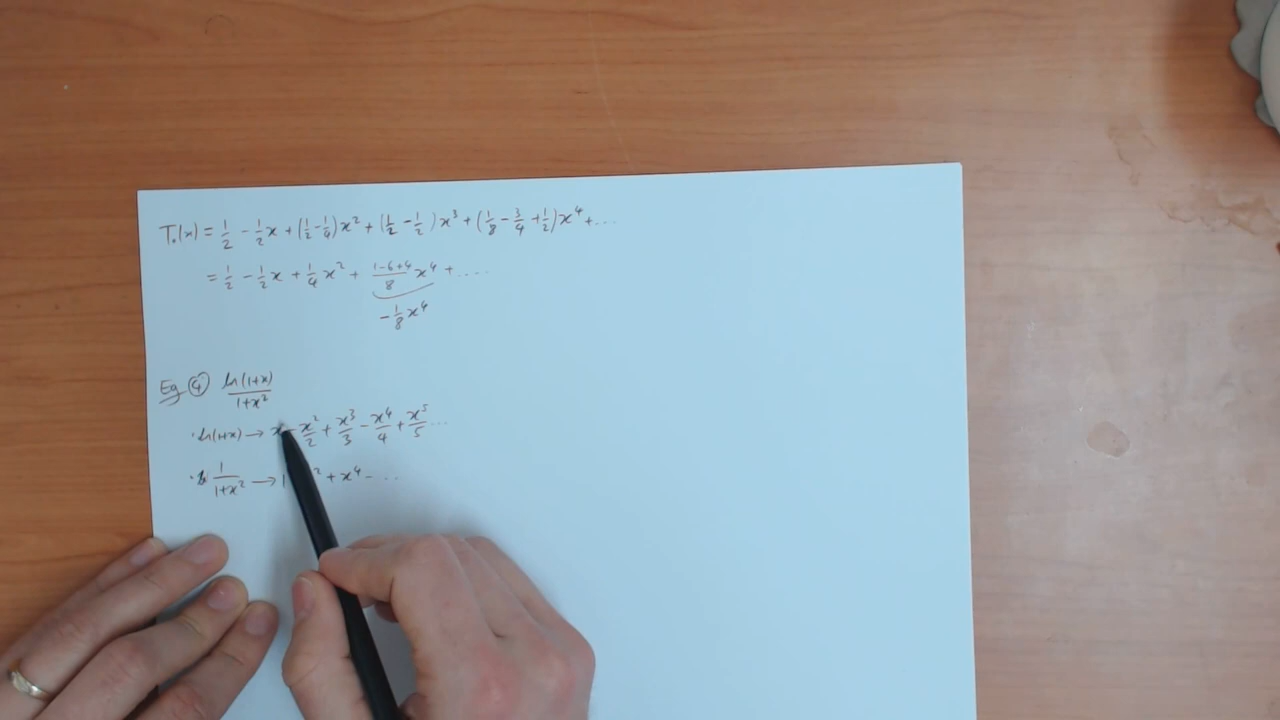 T₀(x) = 1/2 - 1/2x + (1/2 - 1/4)x² + (1/2 - 1/2)x³ + (1/8 - 3/4 + 1/2)x⁴ + ...
= 1/2 - 1/2x + 1/4x² + (1-6+4)/8 x⁴ + ....
-1/8x⁴
Eg ④ ln(1+x)/(1+x²)
· ln(1+x) → x - x²/2 + x³/3 - x⁴/4 + x⁵/5 ...
· 1/(1+x²) → 1 ² + x⁴ - ...